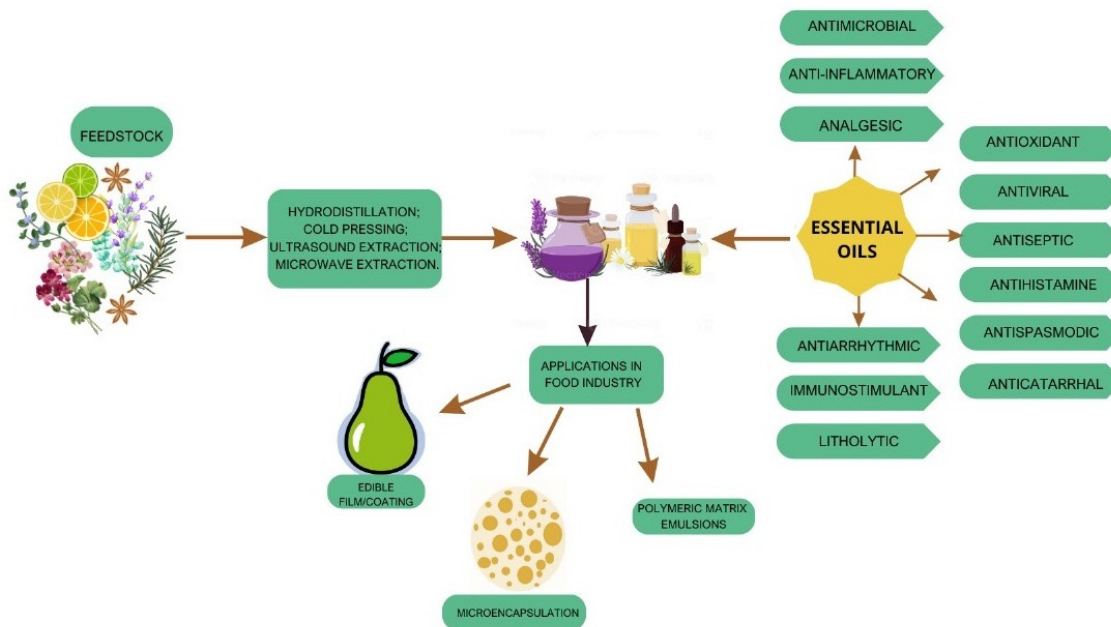 FEEDSTOCK
HYDRODISTILLATION;
COLD PRESSING;
ULTRASOUND EXTRACTION;
MICROWAVE EXTRACTION.
APPLICATIONS IN
FOOD INDUSTRY
EDIBLE
FILM/COATING
MICROENCAPSULATION
POLYMERIC MATRIX
EMULSIONS
ESSENTIAL
OILS
ANTIMICROBIAL
ANTI-INFLAMMATORY
ANALGESIC
ANTIOXIDANT
ANTIVIRAL
ANTISEPTIC
ANTIHISTAMINE
ANTISPASMODIC
ANTICATARRHAL
ANTIARRHYTHMIC
IMMUNOSTIMULANT
LITHOLYTIC